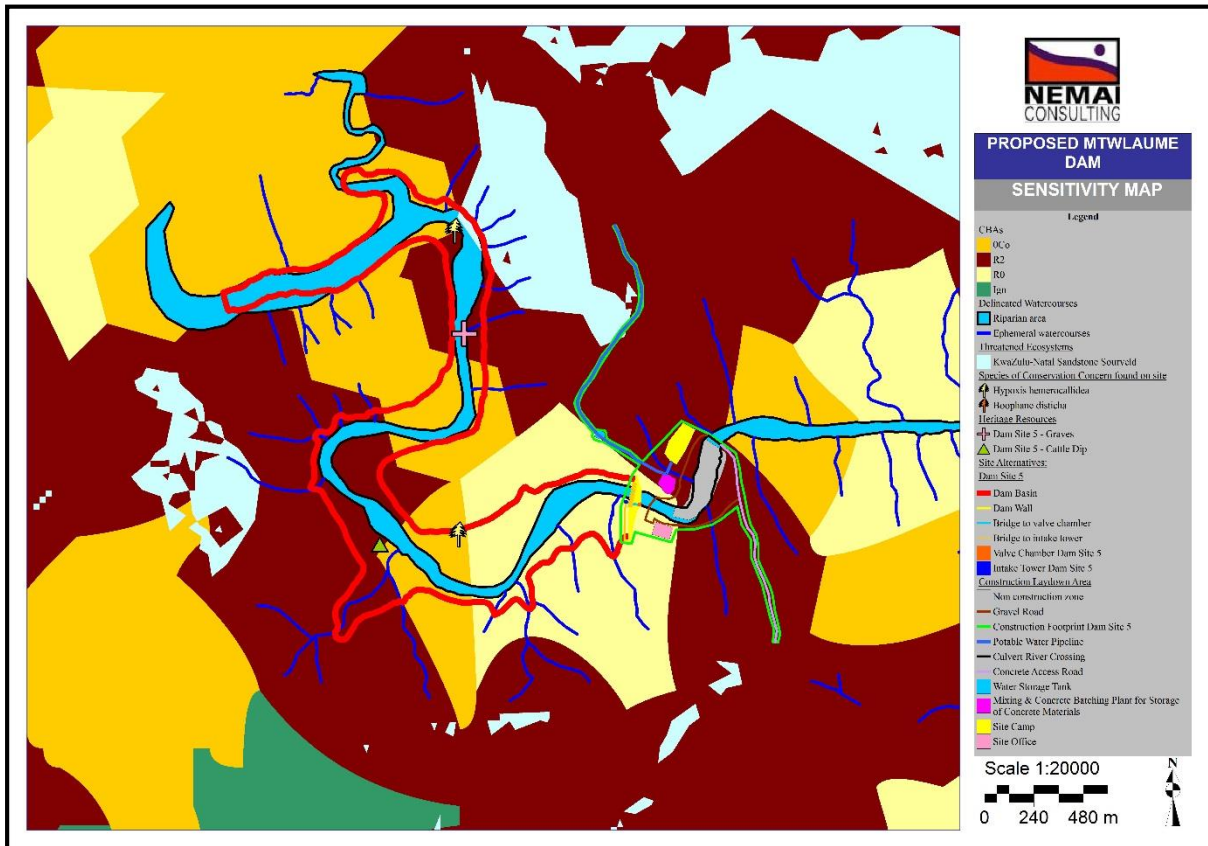 NEMAI
CONSULTING
PROPOSED MTWLAUME
DAM
SENSITIVITY MAP
Legend
CBAs
0Co
R2
R0
Ign
Delineated Watercourses
Riparian area
Ephemeral watercourses
Threatened Ecosystems
KwaZulu-Natal Sandstone Sourveld
Species of Conservation Concern found on site
Hypoxis hemerocallidea
Boophane disticha
Heritage Resources
Dam Site 5 - Graves
Dam Site 5 - Cattle Dip
Site Alternatives:
Dam Site 5
Dam Basin
Dam Wall
Bridge to valve chamber
Bridge to intake tower
Valve Chamber Dam Site 5
Intake Tower Dam Site 5
Construction Laydown Area
Non construction zone
Gravel Road
Construction Footprint Dam Site 5
Potable Water Pipeline
Culvert River Crossing
Concrete Access Road
Water Storage Tank
Mixing & Concrete Batching Plant for Storage
of Concrete Materials
Site Camp
Site Office
Scale 1:20000
N
0 240 480 m